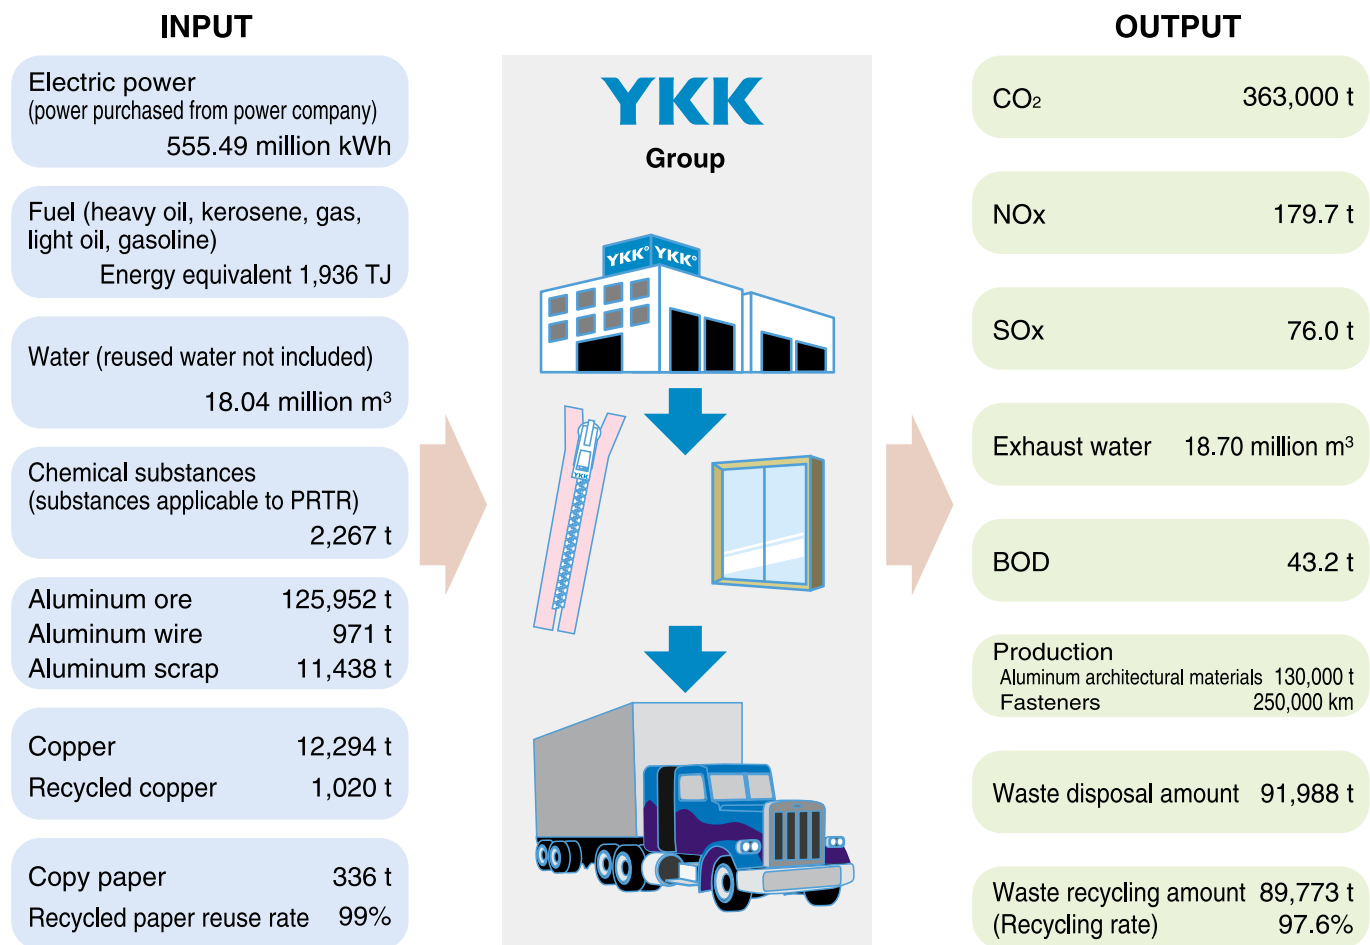 INPUT
Electric power
(power purchased from power company)
555.49 million kWh
Fuel (heavy oil, kerosene, gas,
light oil, gasoline)
Energy equivalent 1,936 TJ
Water (reused water not included)
18.04 million m³
Chemical substances
(substances applicable to PRTR)
2,267 t
Aluminum ore 125,952 t
Aluminum wire 971 t
Aluminum scrap 11,438 t
Copper 12,294 t
Recycled copper 1,020 t
Copy paper 336 t
Recycled paper reuse rate 99%
YKK
Group
YKK° YKK°
YKK
OUTPUT
CO₂ 363,000 t
NOx 179.7 t
SOx 76.0 t
Exhaust water 18.70 million m³
BOD 43.2 t
Production
Aluminum architectural materials 130,000 t
Fasteners 250,000 km
Waste disposal amount 91,988 t
Waste recycling amount 89,773 t
(Recycling rate) 97.6%